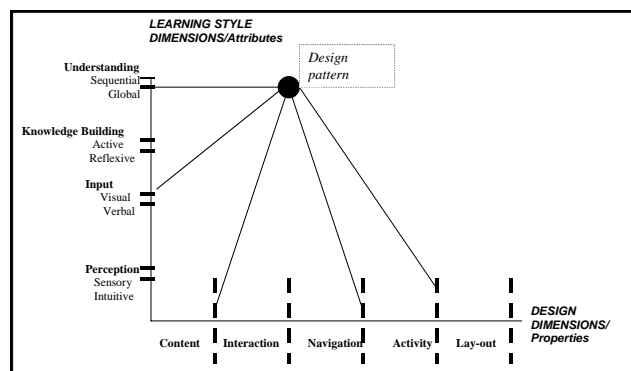 LEARNING STYLE
DIMENSIONS/Attributes
Design
pattern
Understanding
Sequential
Global
Knowledge Building
Active
Reflexive
Input
Visual
Verbal
Perception
Sensory
Intuitive
DESIGN
DIMENSIONS/
Properties
Content Interaction Navigation Activity Lay-out